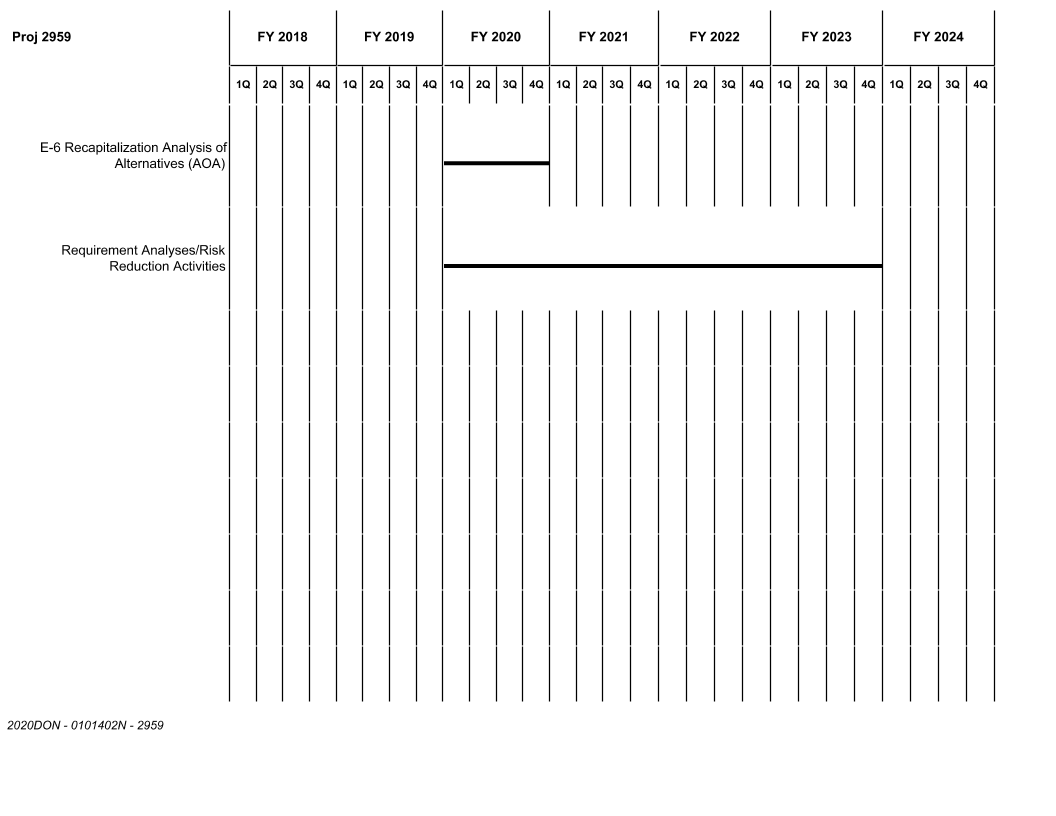 Proj 2959 FY 2018 FY 2019 FY 2020 FY 2021 FY 2022 FY 2023 FY 2024
1Q 2Q 3Q 4Q 1Q 2Q 3Q 4Q 1Q 2Q 3Q 4Q 1Q 2Q 3Q 4Q 1Q 2Q 3Q 4Q 1Q 2Q 3Q 4Q 1Q 2Q 3Q 4Q
E-6 Recapitalization Analysis of
Alternatives (AOA)
Requirement Analyses/Risk
Reduction Activities
2020DON - 0101402N - 2959